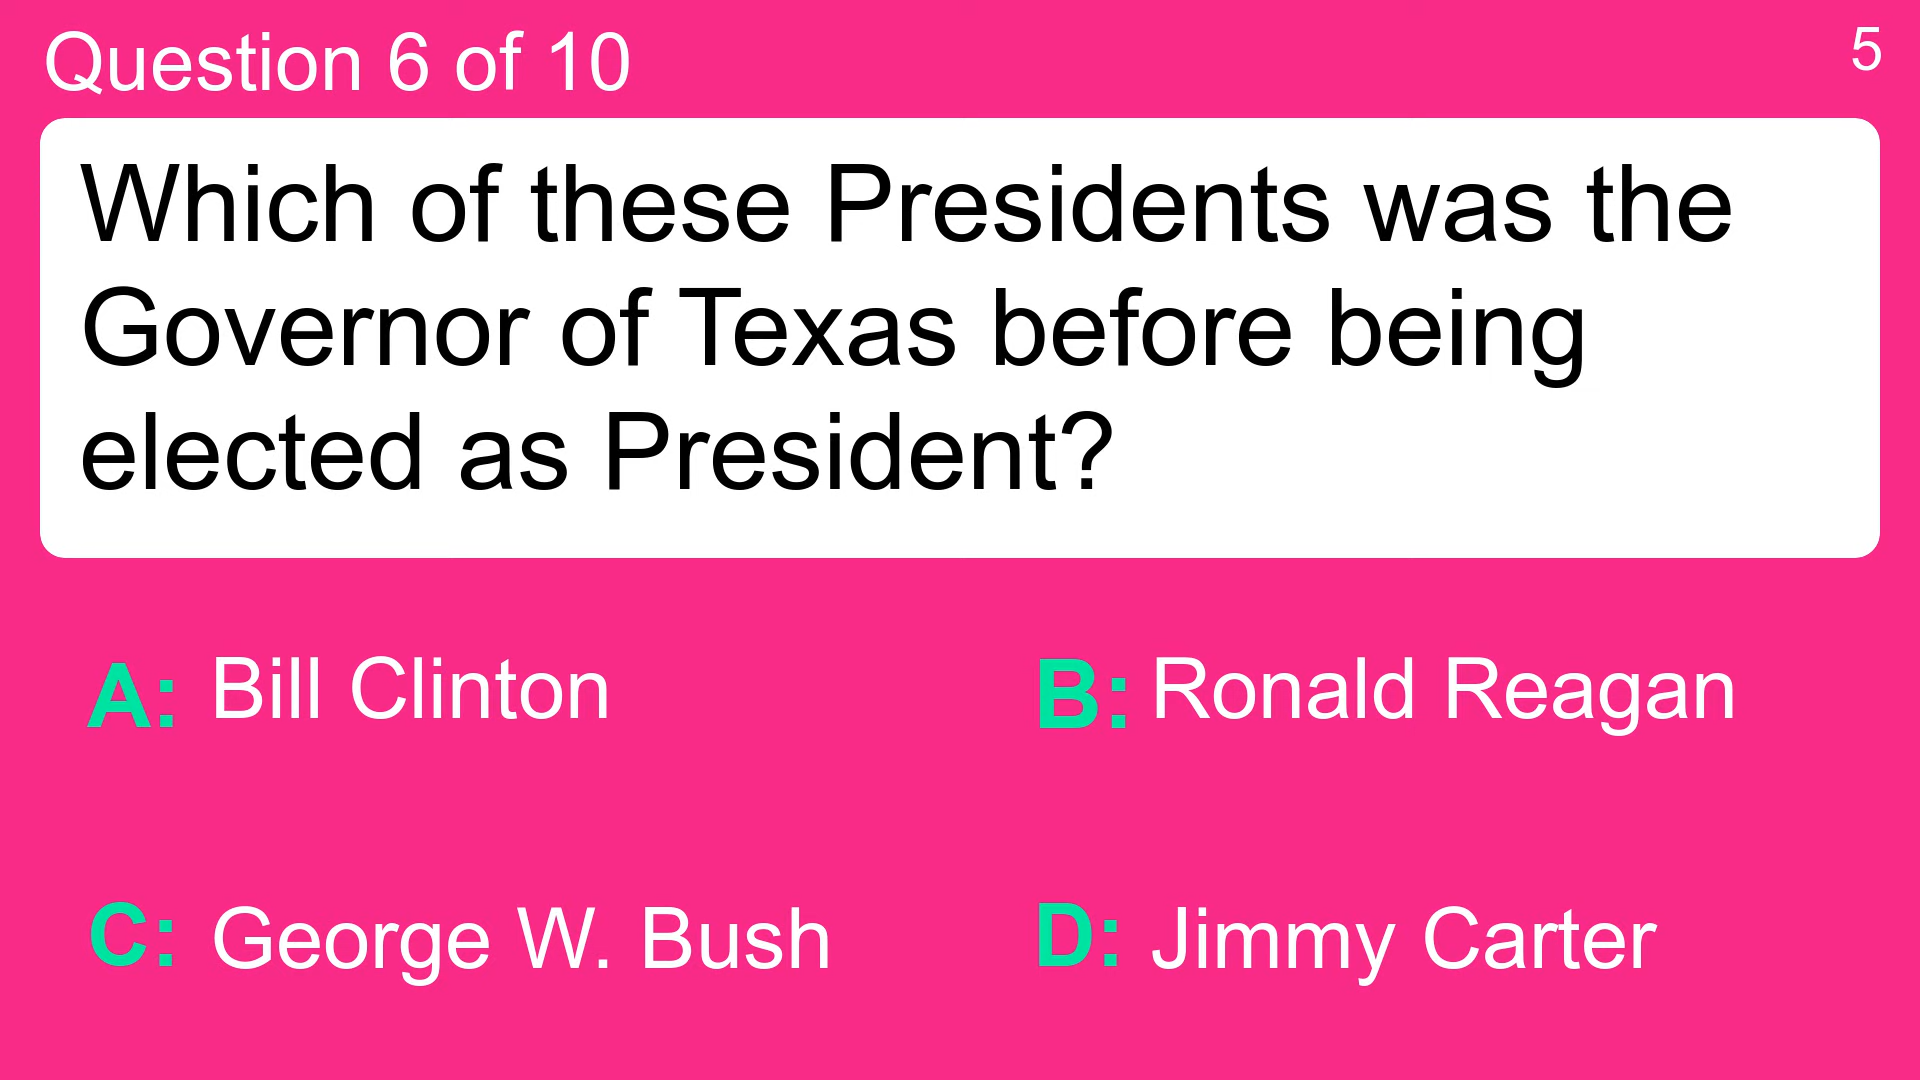 Question 6 of 10
5
Which of these Presidents was the
Governor of Texas before being
elected as President?
A: Bill Clinton
B: Ronald Reagan
C: George W. Bush
D: Jimmy Carter